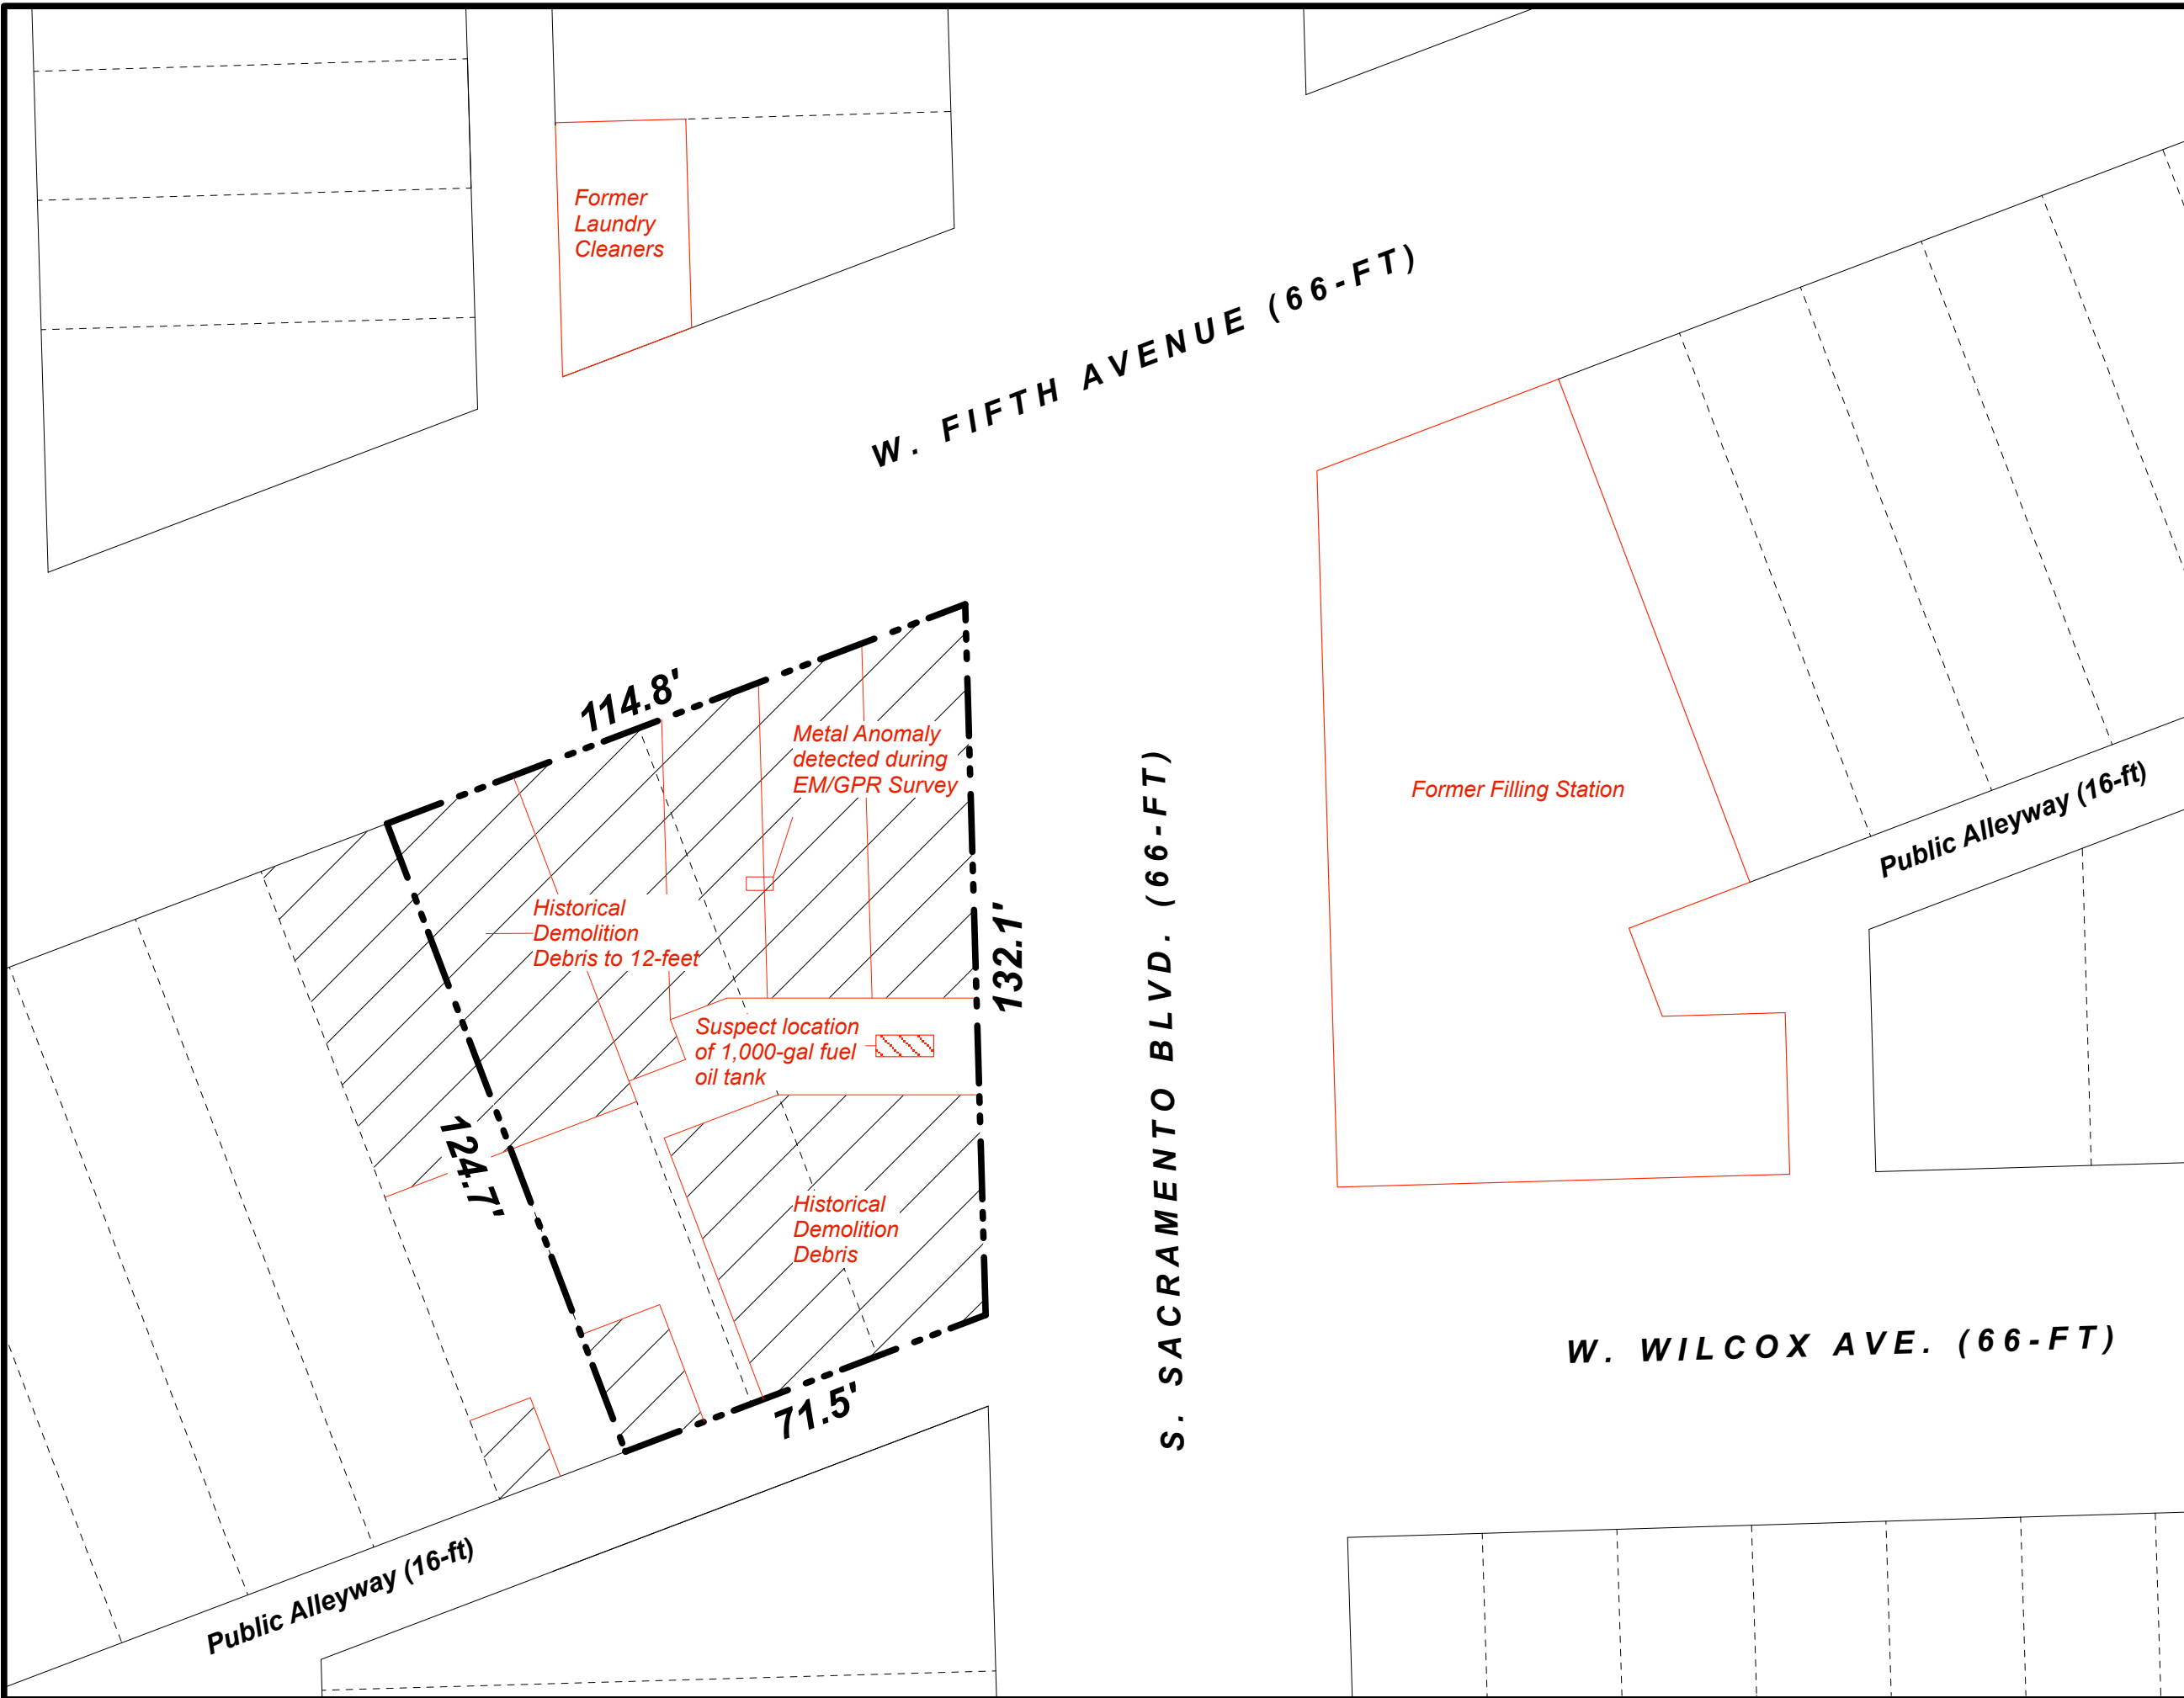 Former
Laundry
Cleaners
W. FIFTH AVENUE (66-FT)
114.8'
Metal Anomaly
detected during
EM/GPR Survey
Former Filling Station
Public Alleyway (16-ft)
Historical
Demolition
Debris to 12-feet
132.1'
S. SACRAMENTO BLVD. (66-FT)
Suspect location
of 1,000-gal fuel
oil tank
124.7'
Historical
Demolition
Debris
W. WILCOX AVE. (66-FT)
71.5'
Public Alleyway (16-ft)